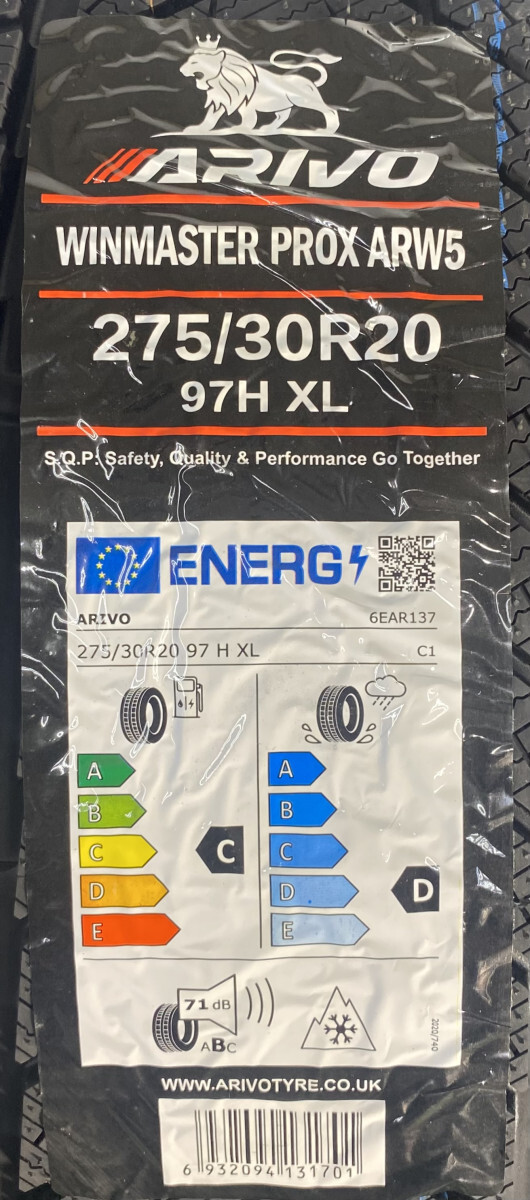 ARIVO
WINMASTER PROX ARW5
275/30R20
97H XL
S.Q.P. Safety, Quality & Performance Go Together
ENERG
ARIVO 6EAR137
275/30R20 97 H XL C1
A A
B B
C C C
D D D
E E
71 dB
ABC
2020/740
WWW.ARIVOTYRE.CO.UK
6 932094 131701